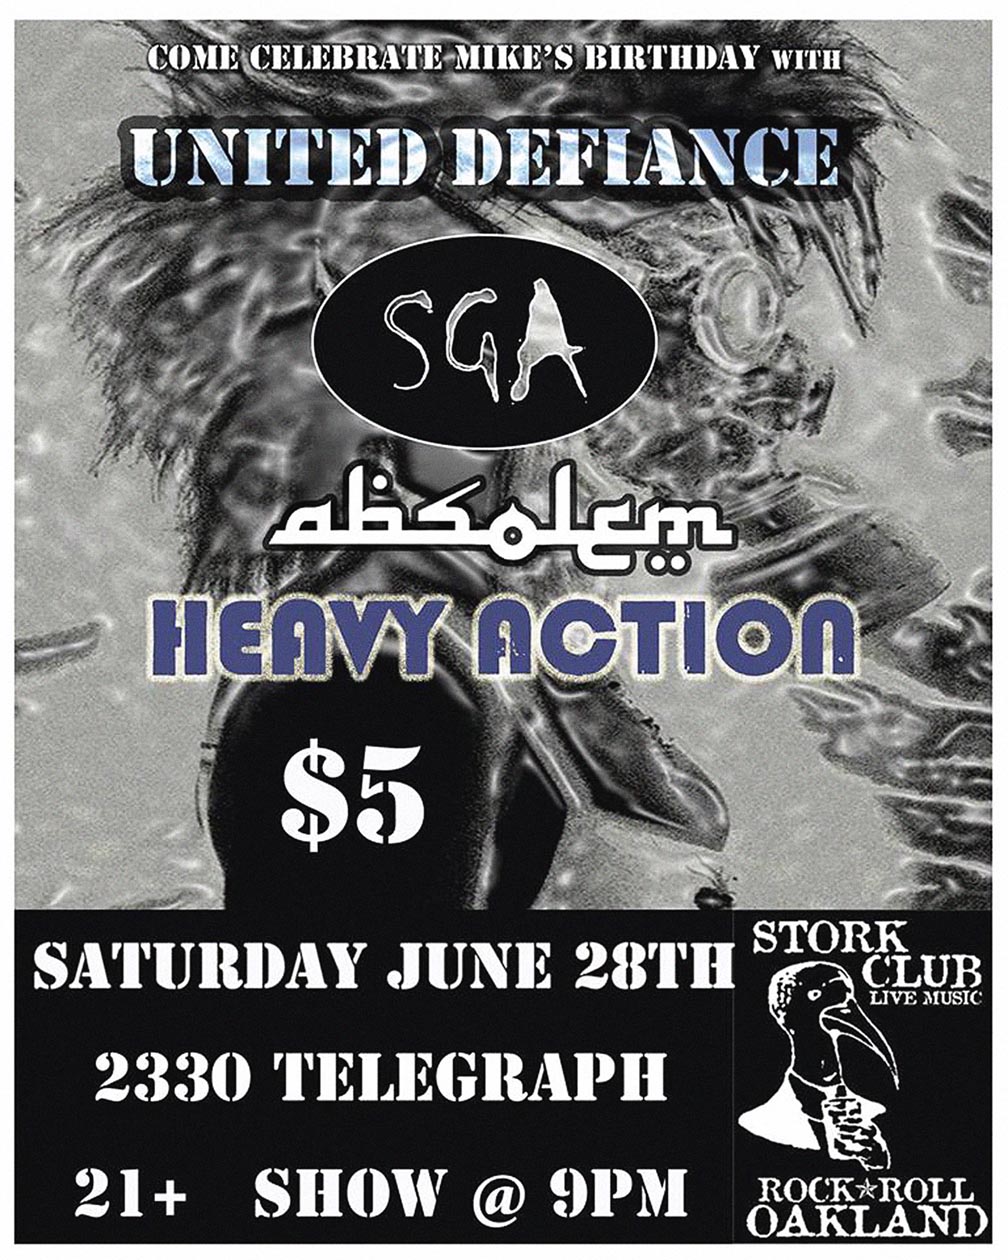 COME CELEBRATE MIKE'S BIRTHDAY WITH
UNITED DEFIANCE
SGA
absolem
HEAVY ACTION
$5
SATURDAY JUNE 28TH
2330 TELEGRAPH
21+ SHOW @ 9PM
STORK
CLUB
LIVE MUSIC
ROCK★ROLL
OAKLAND